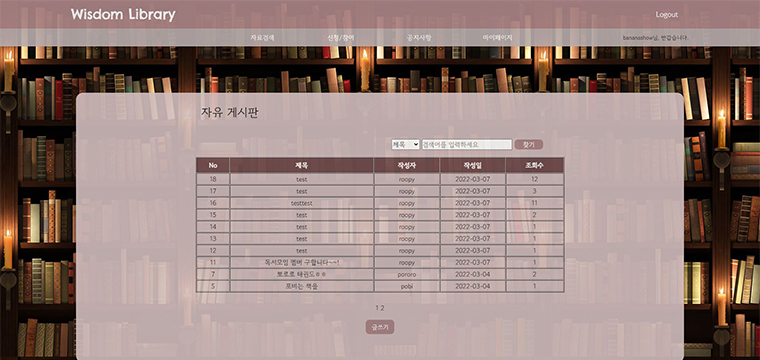 Wisdom Library
Logout
자료검색 신청/참여 공지사항 마이페이지
bananashow님, 반갑습니다.
자유 게시판
제목 검색어를 입력하세요 찾기
No 제목 작성자 작성일 조회수
18 test roopy 2022-03-07 12
17 test roopy 2022-03-07 3
16 testtest roopy 2022-03-07 11
15 test roopy 2022-03-07 2
14 test roopy 2022-03-07 1
13 test roopy 2022-03-07 1
12 test roopy 2022-03-07 1
11 독서모임 멤버 구합니다~~! roopy 2022-03-07 1
7 뽀로로 태권도ㅎㅎ pororo 2022-03-04 2
5 포비는 책을 pobi 2022-03-04 1
1 2
글쓰기